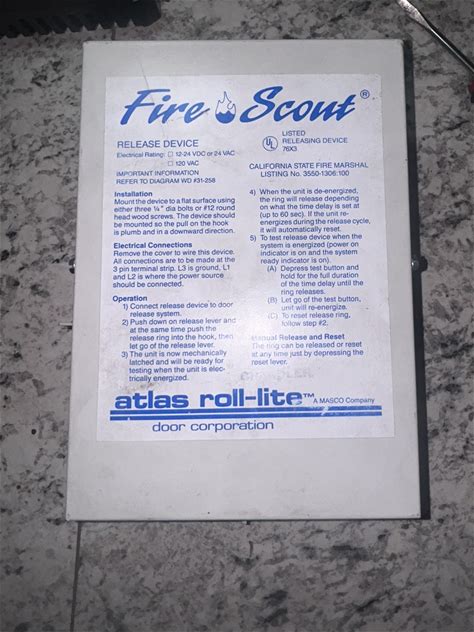 Fire Scout®
RELEASE DEVICE
Electrical Rating: ☐ 12-24 VDC or 24 VAC
☐ 120 VAC
IMPORTANT INFORMATION
REFER TO DIAGRAM WD #31-258
Installation
Mount the device to a flat surface using
either three ¼" dia bolts or #12 round
head wood screws. The device should
be mounted so the pull on the hook
is plumb and in a downward direction.
Electrical Connections
Remove the cover to wire this device.
All connections are to be made at the
3 pin terminal strip. L3 is ground, L1
and L2 is where the power source
should be connected.
Operation
1) Connect release device to door
release system.
2) Push down on release lever and
at the same time push the
release ring into the hook, then
let go of the release lever.
3) The unit is now mechanically
latched and will be ready for
testing when the unit is elec-
trically energized.
UL
LISTED
RELEASING DEVICE
76X3
CALIFORNIA STATE FIRE MARSHAL
LISTING No. 3550-1306:100
4) When the unit is de-energized,
the ring will release depending
on what the time delay is set at
(up to 60 sec). If the unit re-
energizes during the release cycle,
it will automatically reset.
5) To test release device when the
system is energized (power on
indicator is on and the system
ready indicator is on).
(A) Depress test button and
hold for the full duration
of the time delay until the
ring releases.
(B) Let go of the test button,
unit will re-energize.
(C) To reset release ring,
follow step #2.
Manual Release and Reset
The ring can be released or reset
at any time just by depressing the
reset lever.
atlas roll-lite™ A MASCO Company
door corporation